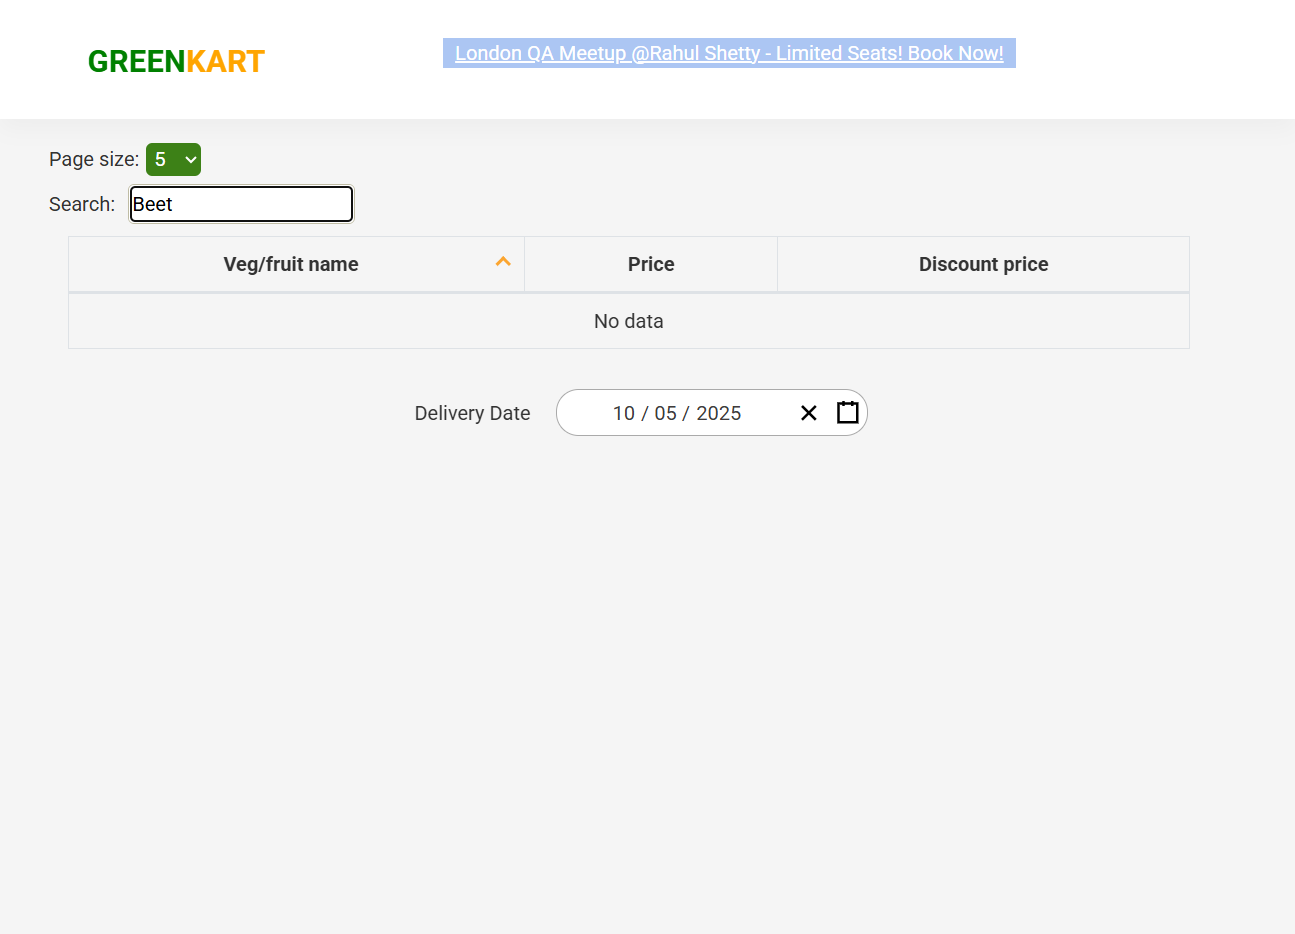 GREENKART
London QA Meetup @Rahul Shetty - Limited Seats! Book Now!
Page size: 5
Search: Beet
Veg/fruit name Price Discount price
No data
Delivery Date 10 / 05 / 2025